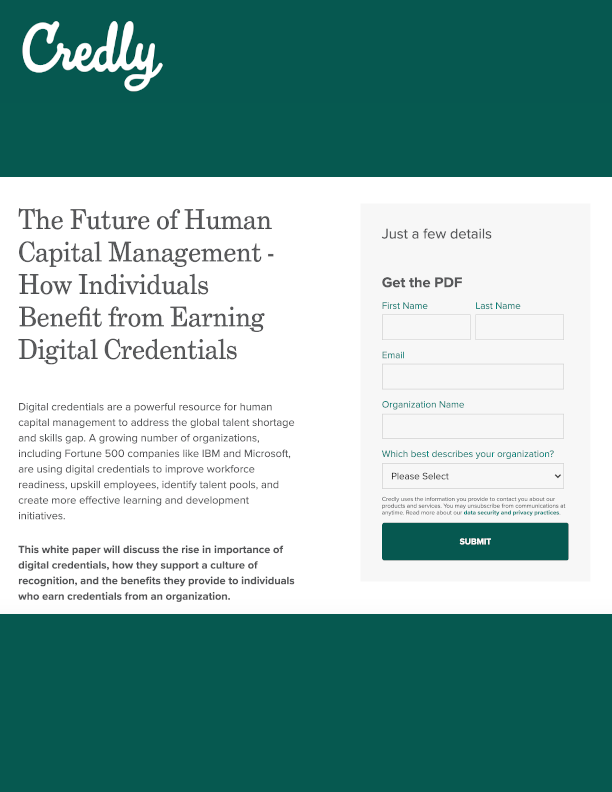 Credly
The Future of Human
Capital Management -
How Individuals
Benefit from Earning
Digital Credentials
Digital credentials are a powerful resource for human
capital management to address the global talent shortage
and skills gap. A growing number of organizations,
including Fortune 500 companies like IBM and Microsoft,
are using digital credentials to improve workforce
readiness, upskill employees, identify talent pools, and
create more effective learning and development
initiatives.
This white paper will discuss the rise in importance of
digital credentials, how they support a culture of
recognition, and the benefits they provide to individuals
who earn credentials from an organization.
Just a few details
Get the PDF
First Name Last Name
Email
Organization Name
Which best describes your organization?
Please Select
Credly uses the information you provide to contact you about our
products and services. You may unsubscribe from communications at
anytime. Read more about our data security and privacy practices.
SUBMIT